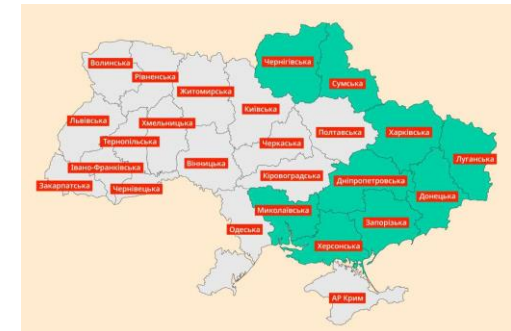 Чернігівська
Волинська
Рівненська
Сумська
Житомирська
Київська
Львівська
Хмельницька
Полтавська
Харківська
Тернопільська
Черкаська
Луганська
Вінницька
Івано-Франківська
Кіровоградська
Дніпропетровська
Закарпатська
Чернівецька
Донецька
Миколаївська
Запорізька
Одеська
Херсонська
АР Крим